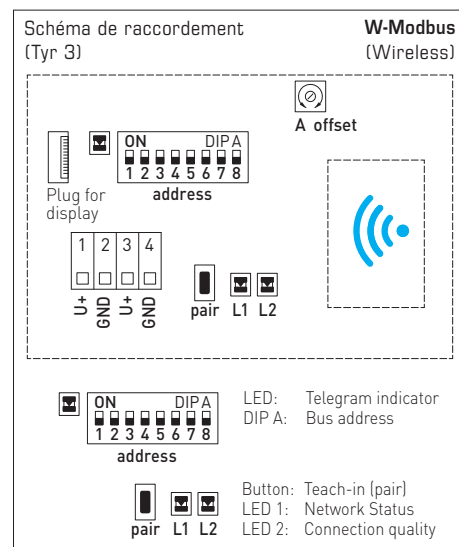 Schéma de raccordement W-Modbus
(Tyr 3) (Wireless)
A offset
ON DIP A
1 2 3 4 5 6 7 8
address
Plug for
display
1 2 3 4
U+ GND U+ GND
pair L1 L2
ON DIP A
1 2 3 4 5 6 7 8
address
LED: Telegram indicator
DIP A: Bus address
pair L1 L2
Button: Teach-in (pair)
LED 1: Network Status
LED 2: Connection quality